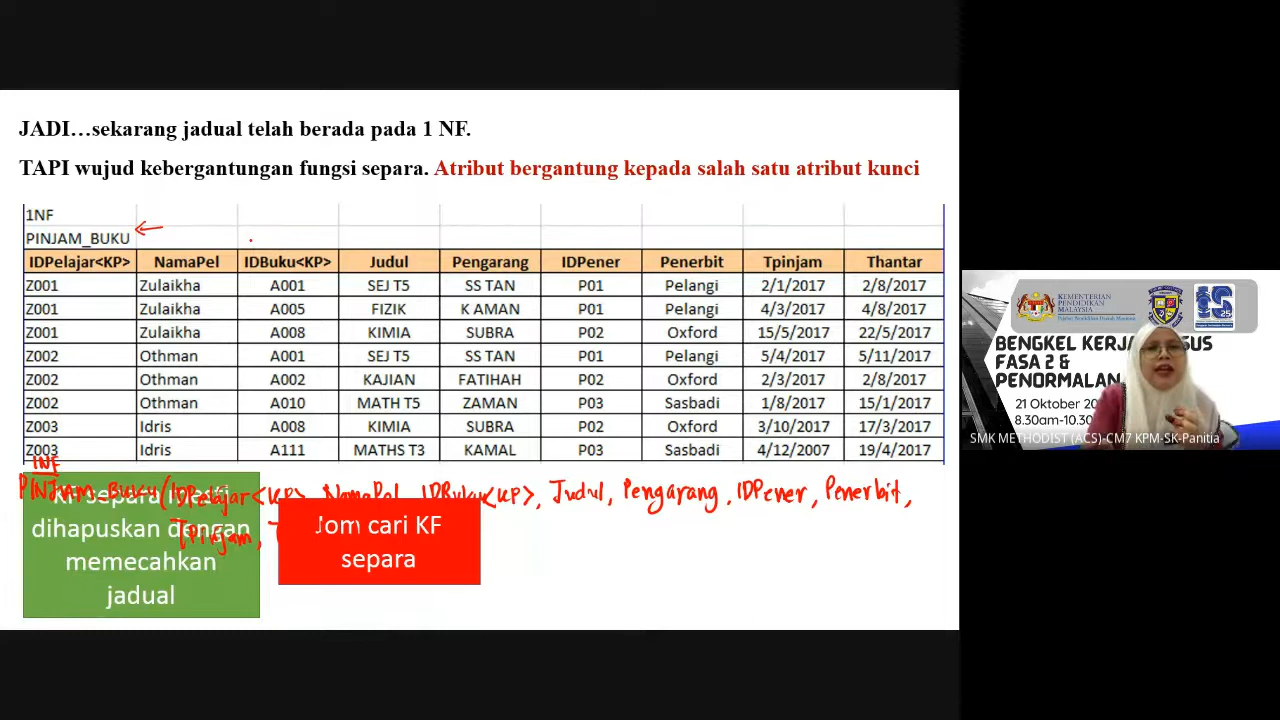 JADI...sekarang jadual telah berada pada 1 NF.
TAPI wujud kebergantungan fungsi separa. Atribut bergantung kepada salah satu atribut kunci
1NF
PINJAM_BUKU
IDPelajar<KP> NamaPel IDBuku<KP> Judul Pengarang IDPener Penerbit Tpinjam Thantar
Z001 Zulaikha A001 SEJ T5 SS TAN P01 Pelangi 2/1/2017 2/8/2017
Z001 Zulaikha A005 FIZIK K AMAN P01 Pelangi 4/3/2017 4/8/2017
Z001 Zulaikha A008 KIMIA SUBRA P02 Oxford 15/5/2017 22/5/2017
Z002 Othman A001 SEJ T5 SS TAN P01 Pelangi 5/4/2017 5/11/2017
Z002 Othman A002 KAJIAN FATIHAH P02 Oxford 2/3/2017 2/8/2017
Z002 Othman A010 MATH T5 ZAMAN P03 Sasbadi 1/8/2017 15/1/2017
Z003 Idris A008 KIMIA SUBRA P02 Oxford 3/10/2017 17/3/2017
Z003 Idris A111 MATHS T3 KAMAL P03 Sasbadi 4/12/2007 19/4/2017
1NF
PINJAM_BUKU (IDPelajar<KP>, NamaPel, IDBuku<KP>, Judul, Pengarang, IDPener, Penerbit,
Tpinjam,
KF separa
dihapuskan dengan
memecahkan
jadual
Jom cari KF
separa
KEMENTERIAN
PENDIDIKAN
MALAYSIA
25
BENGKEL
FASA 2 &
PENORMALAN
21 Oktober
8.30am-10.30
SMK METHODIST (ACS)-CM7 KPM-SK-Panitia